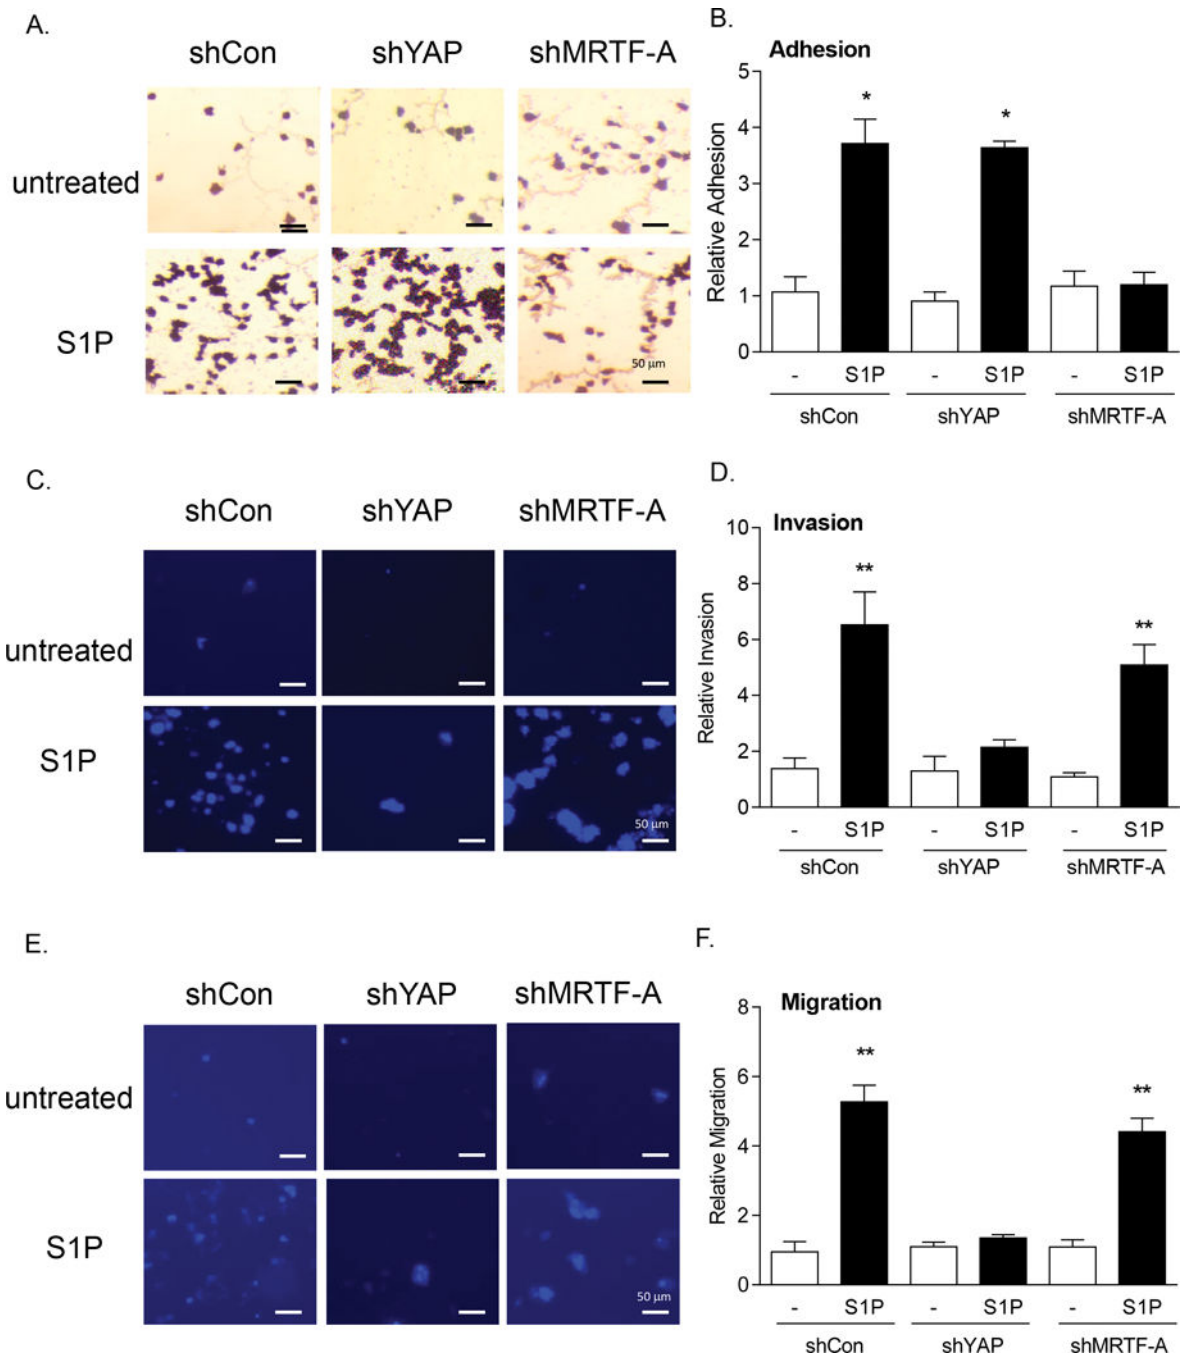 A.
shCon shYAP shMRTF-A
untreated
S1P
50 µm
B.
Adhesion
Relative Adhesion
5
4
3
2
1
0
*
*
- S1P - S1P - S1P
shCon shYAP shMRTF-A
C.
shCon shYAP shMRTF-A
untreated
S1P
50 µm
D.
Invasion
Relative Invasion
10
8
6
4
2
0
**
**
- S1P - S1P - S1P
shCon shYAP shMRTF-A
E.
shCon shYAP shMRTF-A
untreated
S1P
50 µm
F.
Migration
Relative Migration
8
6
4
2
0
**
**
- S1P - S1P - S1P
shCon shYAP shMRTF-A